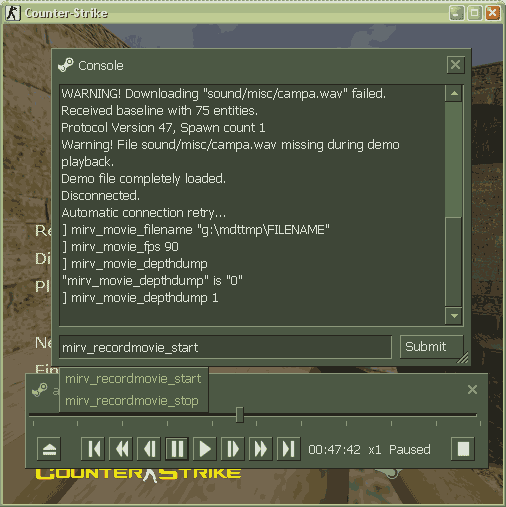 Counter-Strike
Console
WARNING! Downloading "sound/misc/campa.wav" failed.
Received baseline with 75 entities.
Protocol Version 47, Spawn count 1
Warning! File sound/misc/campa.wav missing during demo
playback.
Demo file completely loaded.
Disconnected.
Automatic connection retry...
] mirv_movie_filename "g:\mdttmp\FILENAME"
] mirv_movie_fps 90
] mirv_movie_depthdump
"mirv_movie_depthdump" is "0"
] mirv_movie_depthdump 1
mirv_recordmovie_start
Submit
mirv_recordmovie_start
mirv_recordmovie_stop
00:47:42 x1 Paused
COUNTER STRIKE